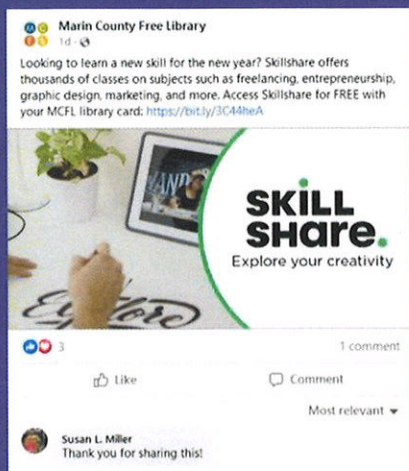 Marin County Free Library
1d
Looking to learn a new skill for the new year? Skillshare offers
thousands of classes on subjects such as freelancing, entrepreneurship,
graphic design, marketing, and more. Access Skillshare for FREE with
your MCFL library card: https://bit.ly/3C44heA
AND
Explore
SKILL
SHare.
Explore your creativity
3
1 comment
Like
Comment
Most relevant
Susan L. Miller
Thank you for sharing this!